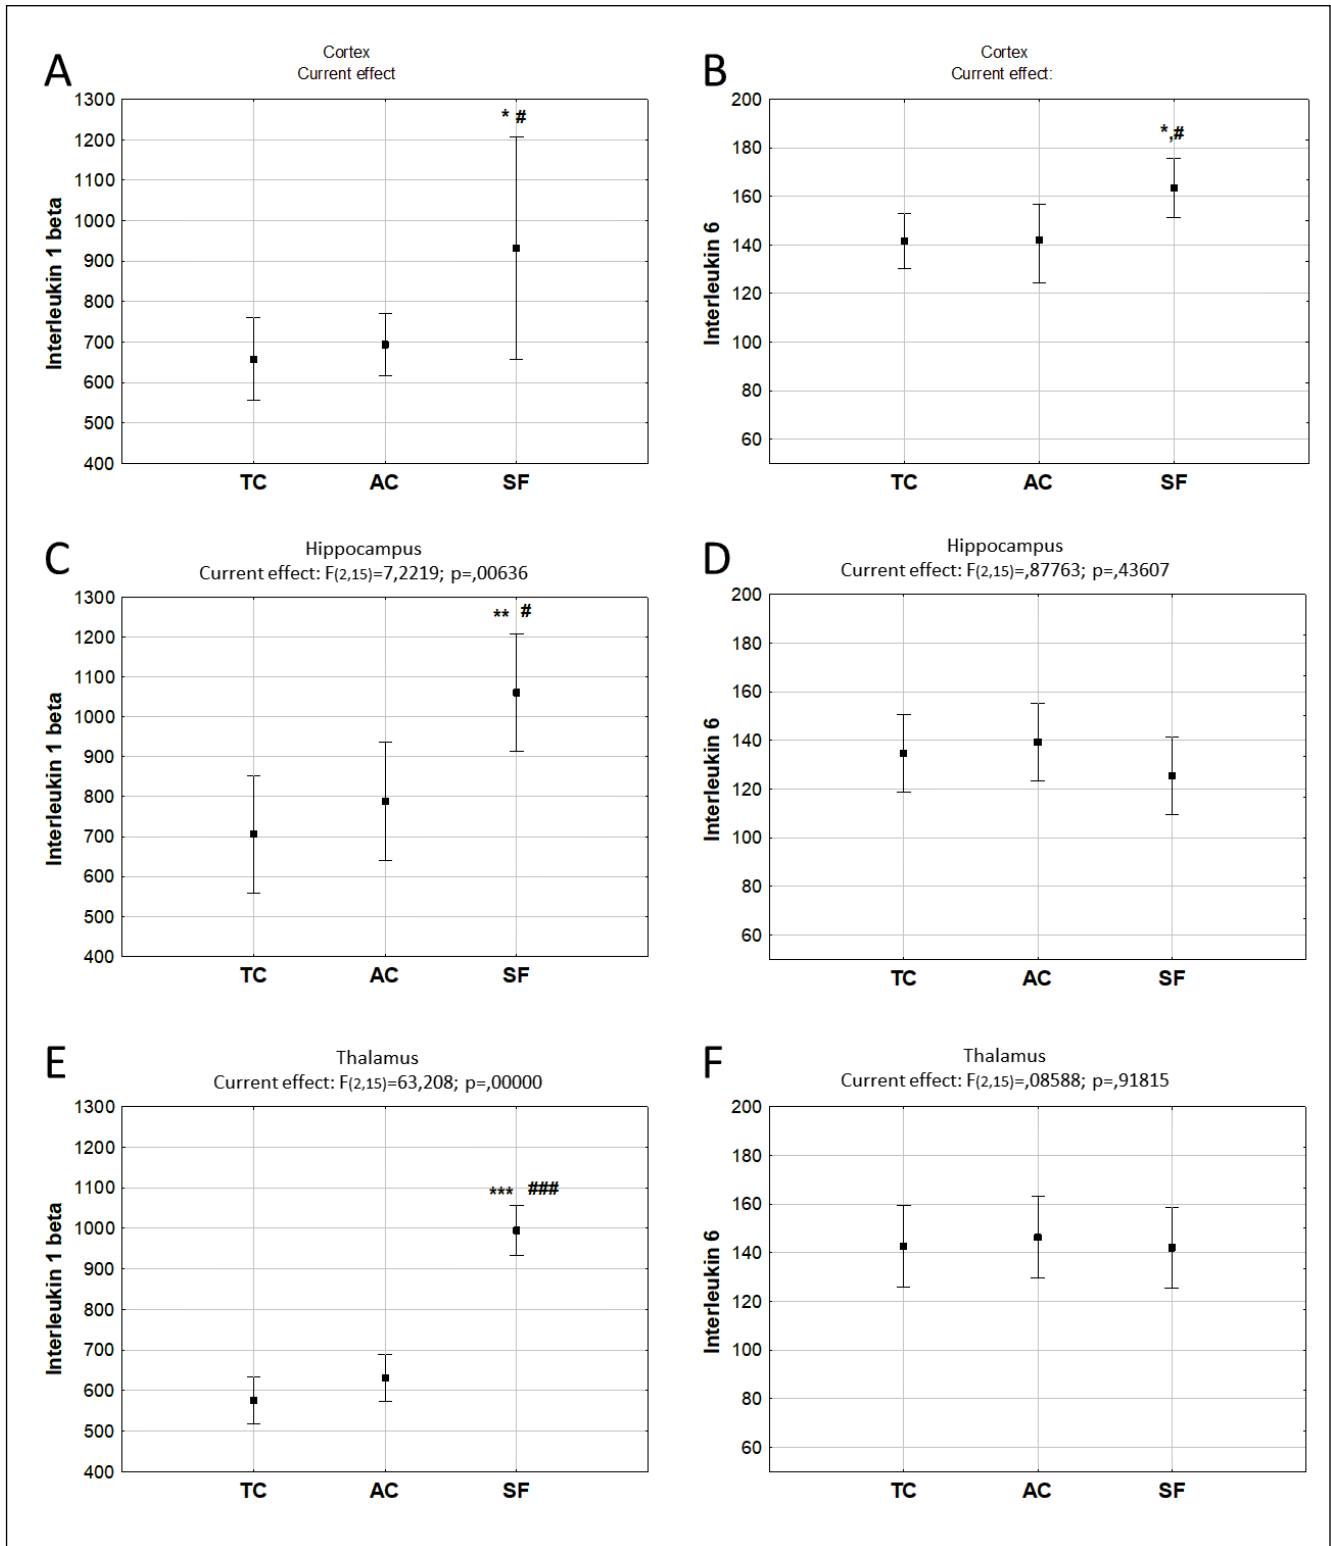 A
Cortex
Current effect
1300
1200
1100
1000
900
800
700
600
500
400
Interleukin 1 beta
* #
TC AC SF
B
Cortex
Current effect:
200
180
160
140
120
100
80
60
Interleukin 6
*,#
TC AC SF
C
Hippocampus
Current effect: F(2,15)=7,2219; p=,00636
1300
1200
1100
1000
900
800
700
600
500
400
Interleukin 1 beta
** #
TC AC SF
D
Hippocampus
Current effect: F(2,15)=,87763; p=,43607
200
180
160
140
120
100
80
60
Interleukin 6
TC AC SF
E
Thalamus
Current effect: F(2,15)=63,208; p=,00000
1300
1200
1100
1000
900
800
700
600
500
400
Interleukin 1 beta
*** ###
TC AC SF
F
Thalamus
Current effect: F(2,15)=,08588; p=,91815
200
180
160
140
120
100
80
60
Interleukin 6
TC AC SF